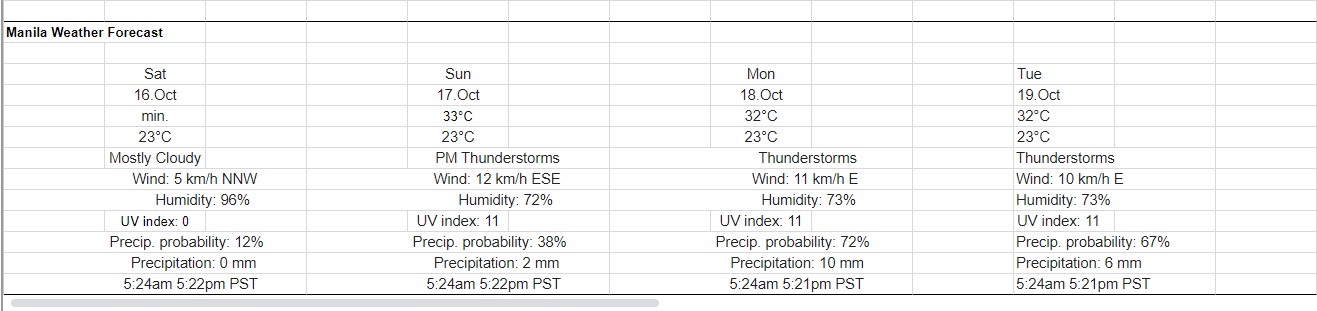 Manila Weather Forecast
Sat Sun Mon Tue
16.Oct 17.Oct 18.Oct 19.Oct
min. 33°C 32°C 32°C
23°C 23°C 23°C 23°C
Mostly Cloudy PM Thunderstorms Thunderstorms Thunderstorms
Wind: 5 km/h NNW Wind: 12 km/h ESE Wind: 11 km/h E Wind: 10 km/h E
Humidity: 96% Humidity: 72% Humidity: 73% Humidity: 73%
UV index: 0 UV index: 11 UV index: 11 UV index: 11
Precip. probability: 12% Precip. probability: 38% Precip. probability: 72% Precip. probability: 67%
Precipitation: 0 mm Precipitation: 2 mm Precipitation: 10 mm Precipitation: 6 mm
5:24am 5:22pm PST 5:24am 5:22pm PST 5:24am 5:21pm PST 5:24am 5:21pm PST